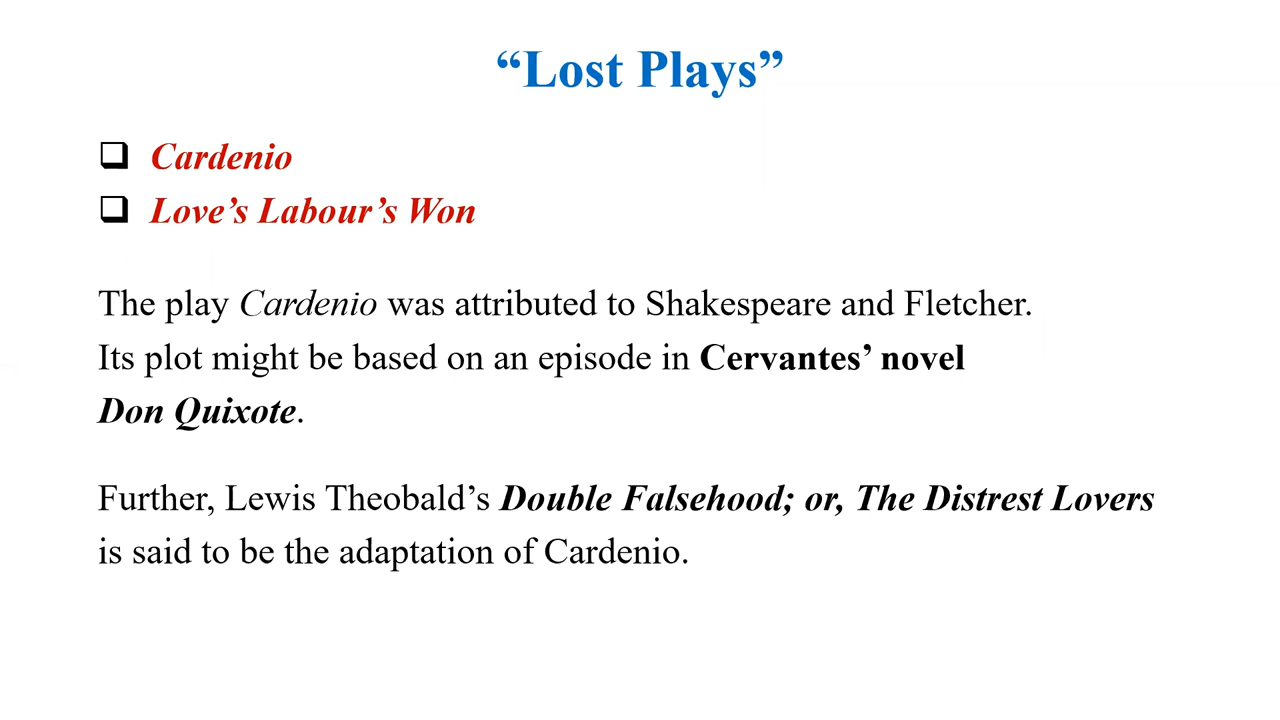 “Lost Plays”
❑ Cardenio
❑ Love’s Labour’s Won
The play Cardenio was attributed to Shakespeare and Fletcher.
Its plot might be based on an episode in Cervantes’ novel
Don Quixote.
Further, Lewis Theobald’s Double Falsehood; or, The Distrest Lovers
is said to be the adaptation of Cardenio.